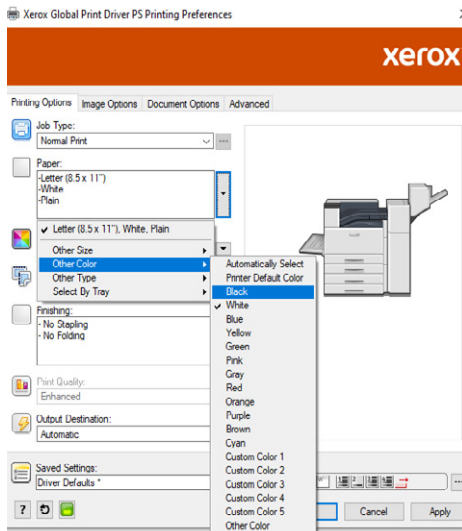 Xerox Global Print Driver PS Printing Preferences
xerox
Printing Options Image Options Document Options Advanced
Job Type:
Normal Print
Paper:
-Letter (8.5 x 11")
-White
-Plain
Letter (8.5 x 11"), White, Plain
Other Size
Other Color
Other Type
Select By Tray
Automatically Select
Printer Default Color
Black
White
Blue
Yellow
Green
Pink
Gray
Red
Orange
Purple
Brown
Cyan
Custom Color 1
Custom Color 2
Custom Color 3
Custom Color 4
Custom Color 5
Other Color
Finishing:
- No Stapling
- No Folding
Print Quality:
Enhanced
Output Destination:
Automatic
Saved Settings:
Driver Defaults *
?
Cancel Apply